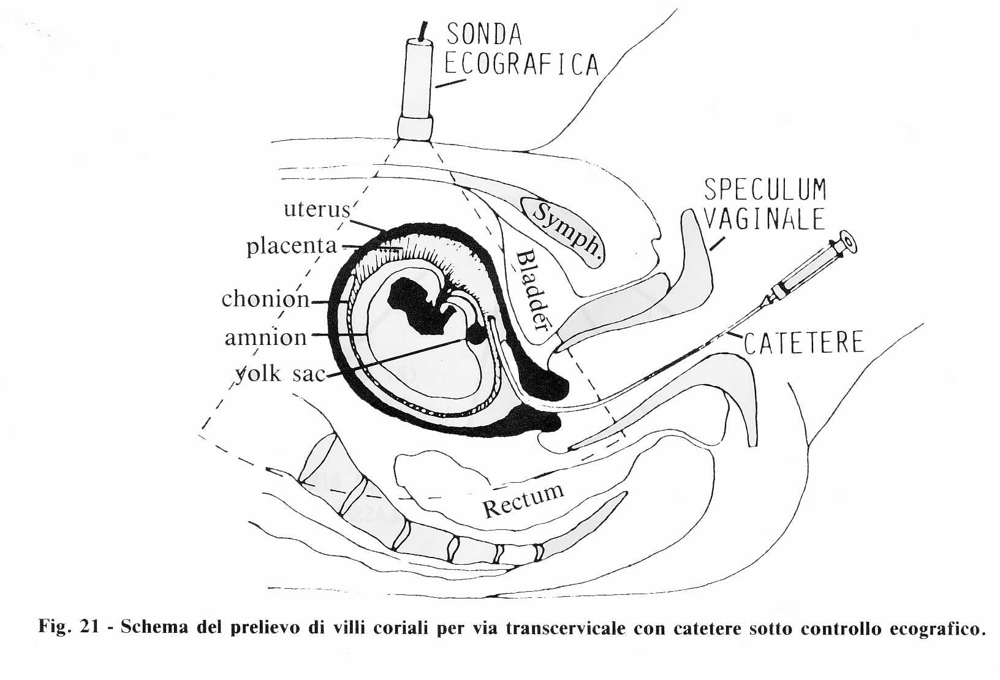 SONDA
ECOGRAFICA
SPECULUM
VAGINALE
uterus
placenta
chonion
amnion
yolk sac
Symph.
Bladder
CATETERE
Rectum
Fig. 21 - Schema del prelievo di villi coriali per via transcervicale con catetere sotto controllo ecografico.